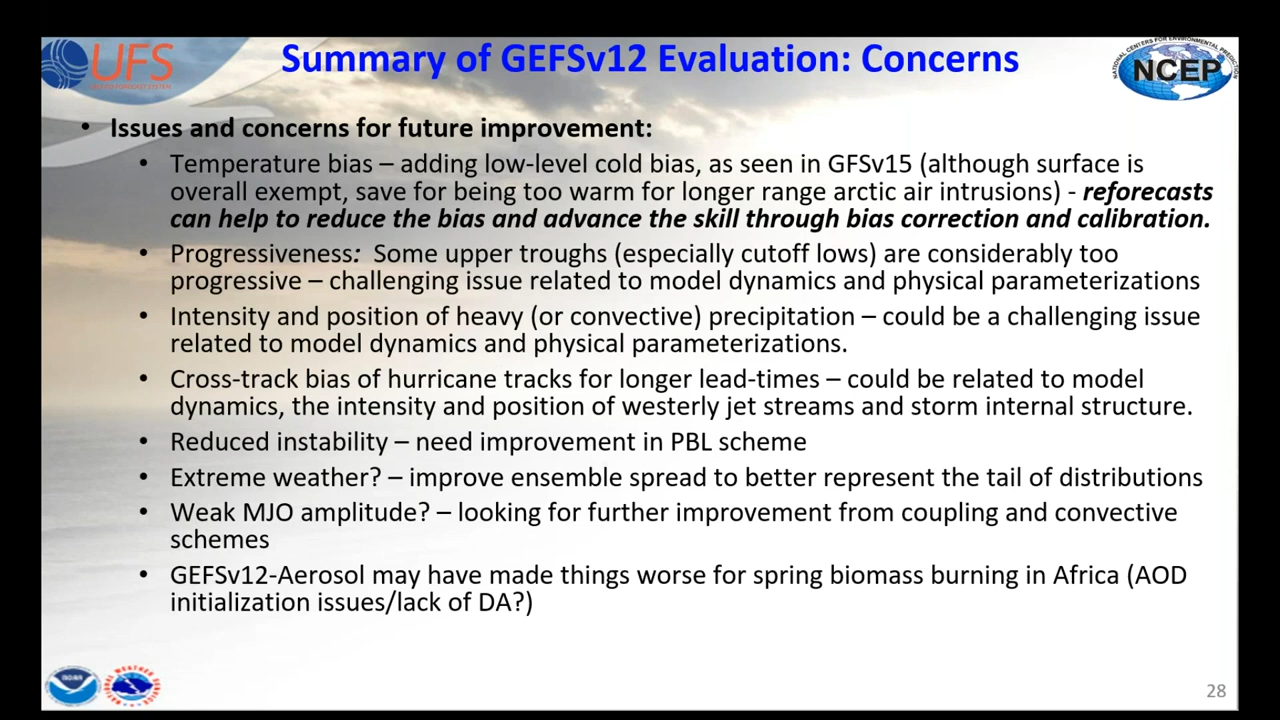 UFS
Summary of GEFSv12 Evaluation: Concerns
NATIONAL CENTERS FOR ENVIRONMENTAL PREDICTION
NCEP
• Issues and concerns for future improvement:
• Temperature bias – adding low-level cold bias, as seen in GFSv15 (although surface is
overall exempt, save for being too warm for longer range arctic air intrusions) - reforecasts
can help to reduce the bias and advance the skill through bias correction and calibration.
• Progressiveness: Some upper troughs (especially cutoff lows) are considerably too
progressive – challenging issue related to model dynamics and physical parameterizations
• Intensity and position of heavy (or convective) precipitation – could be a challenging issue
related to model dynamics and physical parameterizations.
• Cross-track bias of hurricane tracks for longer lead-times – could be related to model
dynamics, the intensity and position of westerly jet streams and storm internal structure.
• Reduced instability – need improvement in PBL scheme
• Extreme weather? – improve ensemble spread to better represent the tail of distributions
• Weak MJO amplitude? – looking for further improvement from coupling and convective
schemes
• GEFSv12-Aerosol may have made things worse for spring biomass burning in Africa (AOD
initialization issues/lack of DA?)
NOAA
28